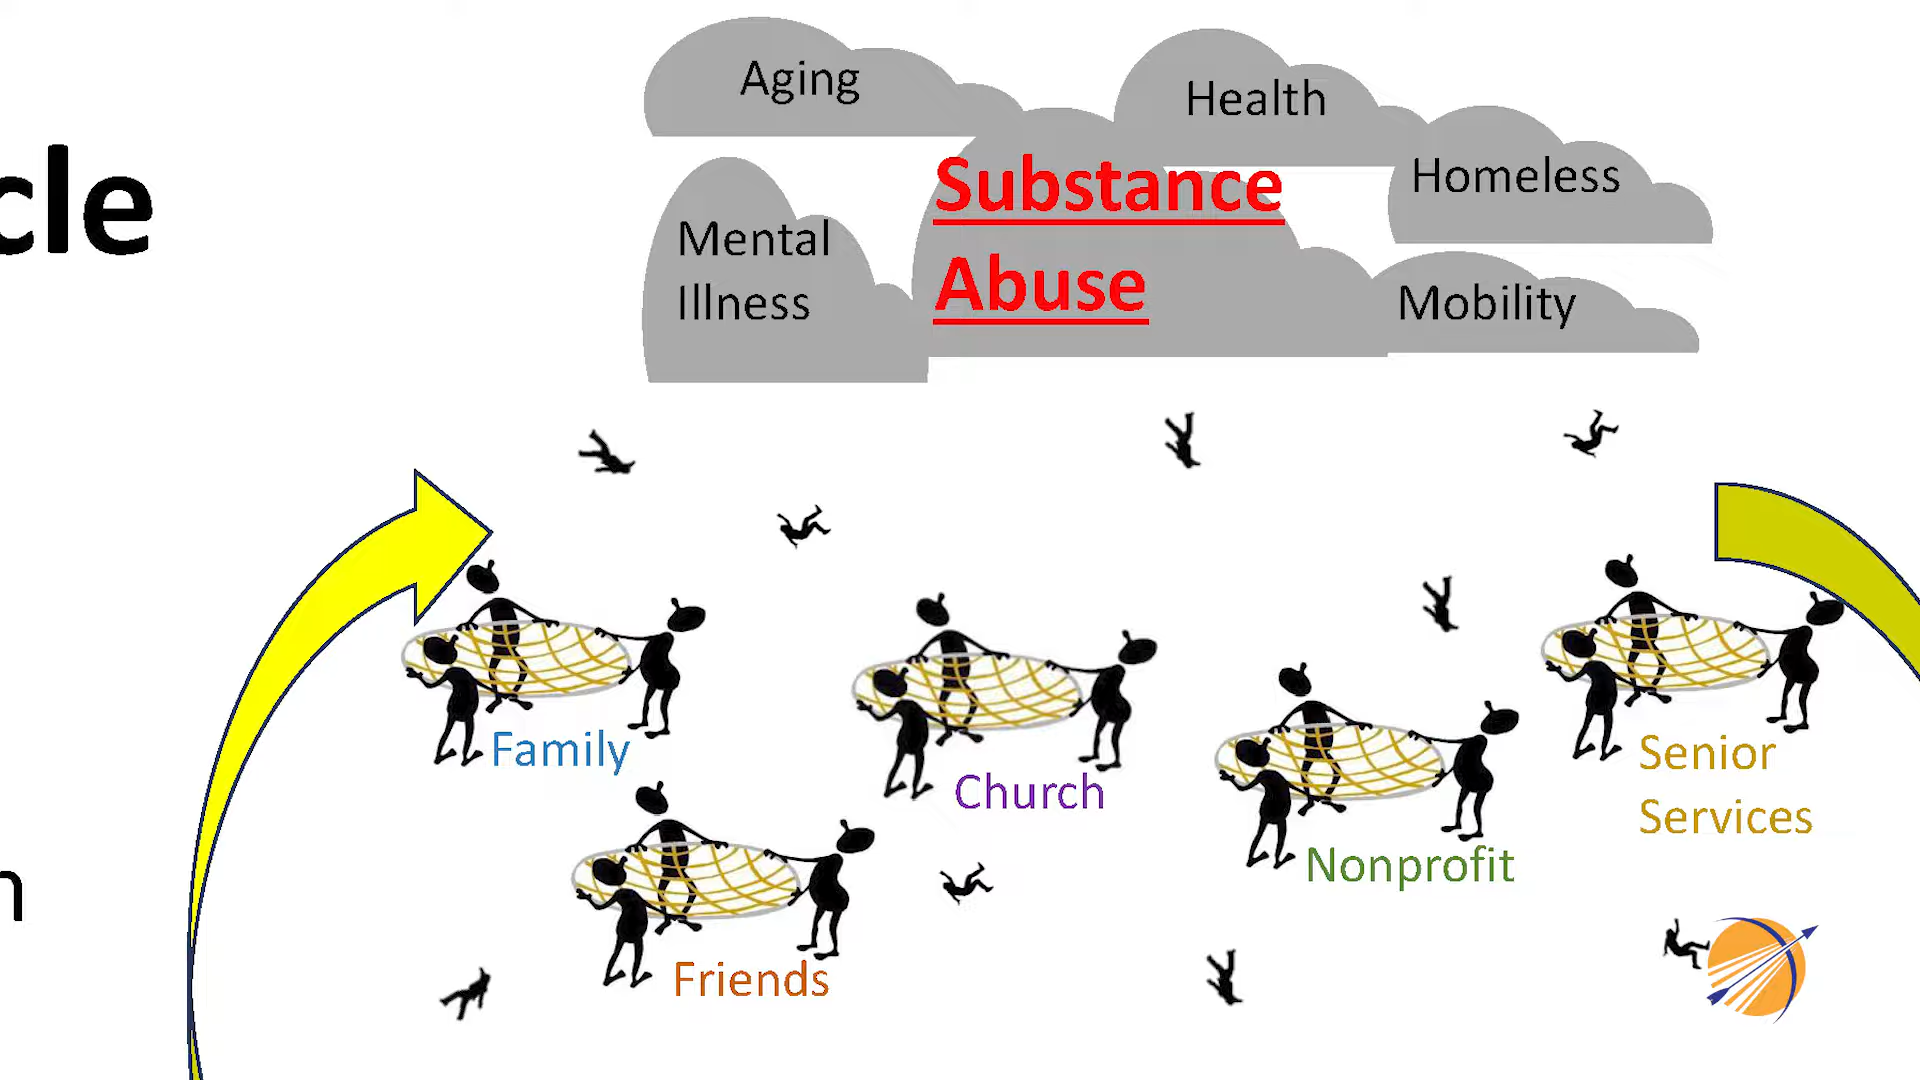 Aging
Health
Homeless
cle
Substance
Abuse
Mental
Illness
Mobility
Family
Church
Senior
Services
Nonprofit
n
Friends